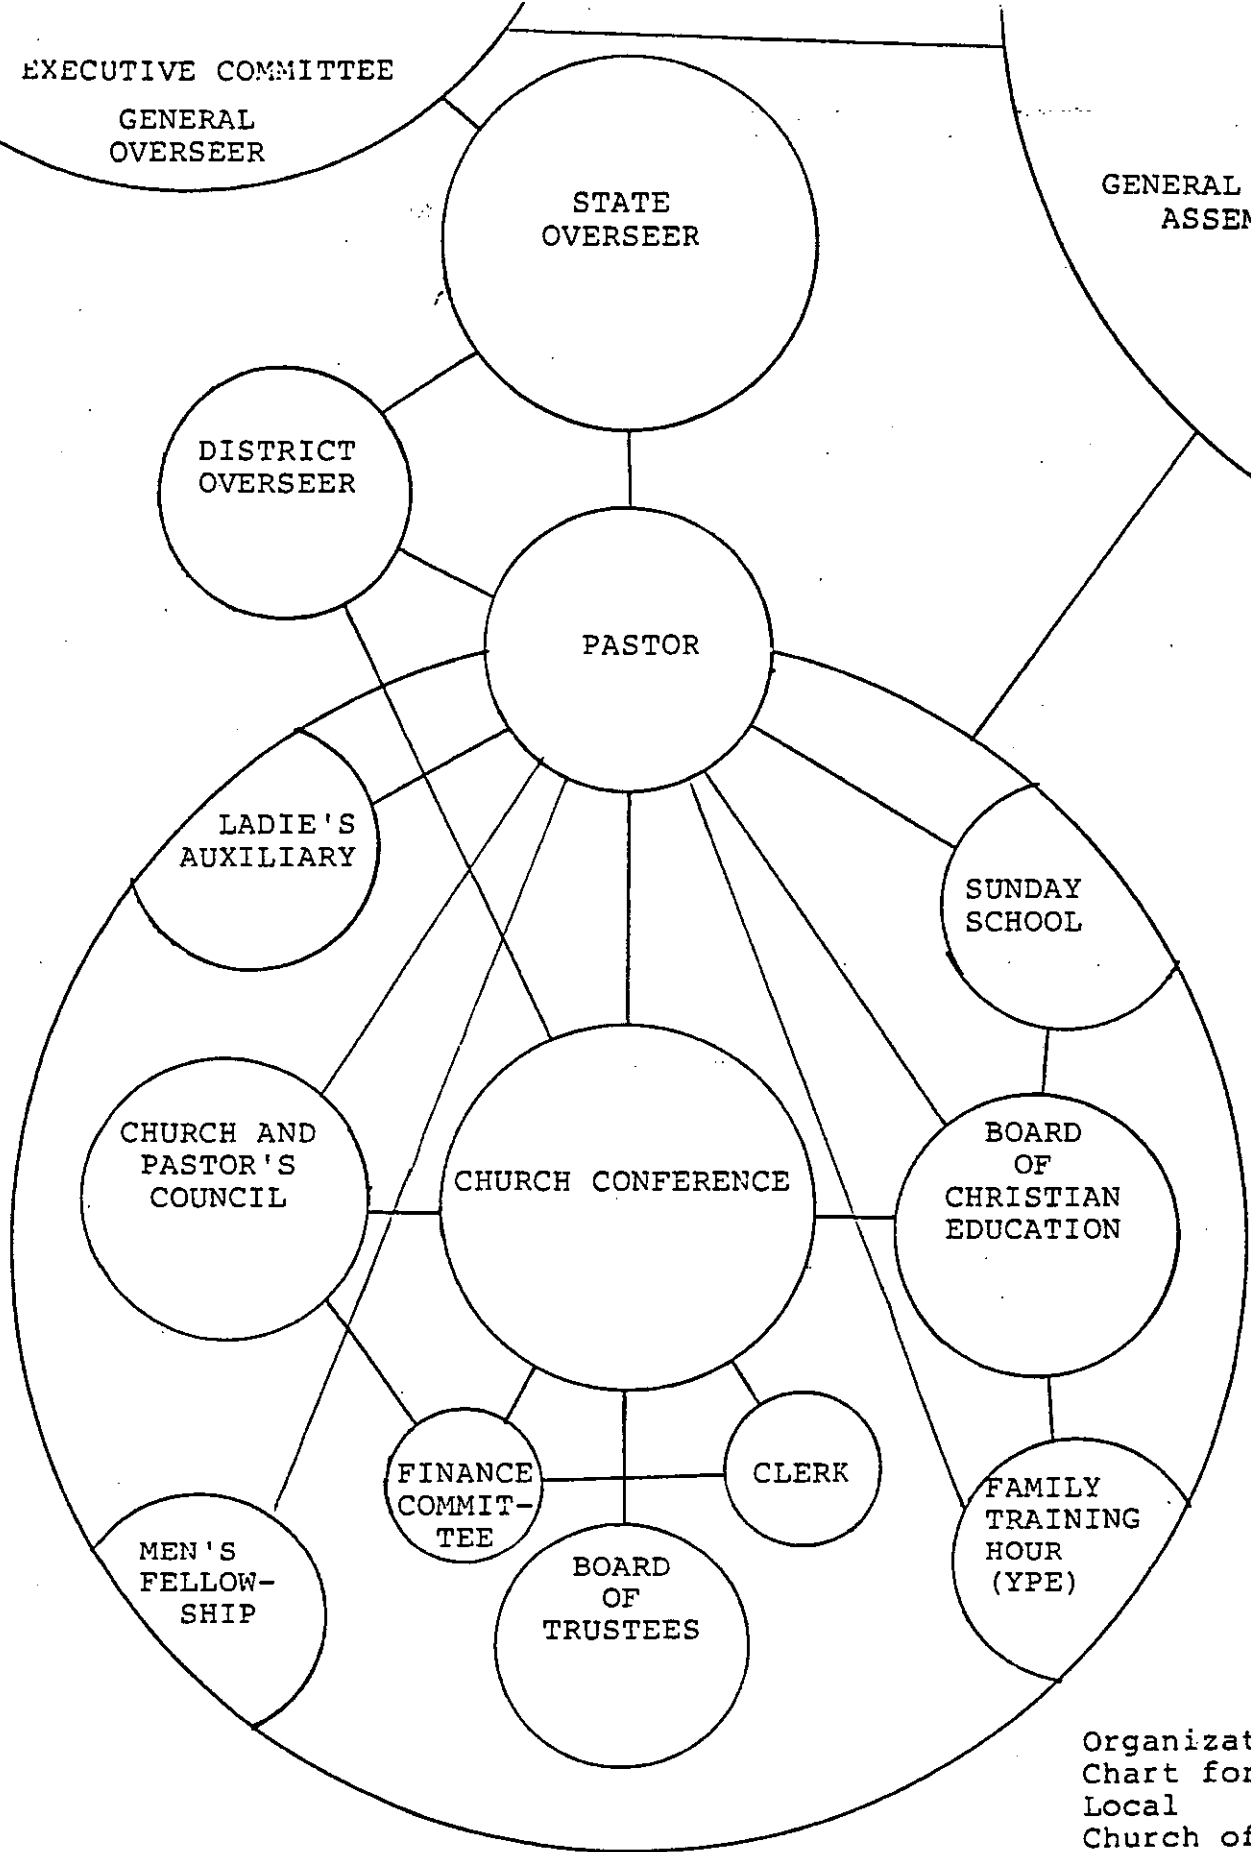 EXECUTIVE COMMITTEE
GENERAL
OVERSEER
STATE
OVERSEER
GENERAL
ASSEM
DISTRICT
OVERSEER
PASTOR
LADIE'S
AUXILIARY
SUNDAY
SCHOOL
CHURCH AND
PASTOR'S
COUNCIL
CHURCH CONFERENCE
BOARD
OF
CHRISTIAN
EDUCATION
FINANCE
COMMIT-
TEE
CLERK
FAMILY
TRAINING
HOUR
(YPE)
MEN'S
FELLOW-
SHIP
BOARD
OF
TRUSTEES
Organizat
Chart for
Local
Church of